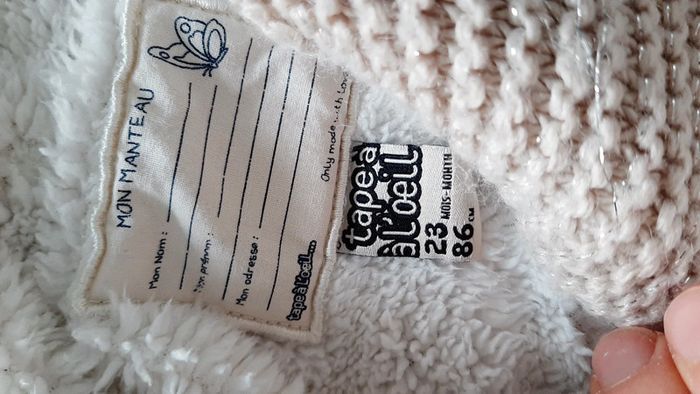 MON MANTEAU
Mon Nom :
Mon prénom :
Mon adresse :
tape à l'oeil...
Only made with Love
tape à
l'oeil
23 MOIS-MONTH
86 CM